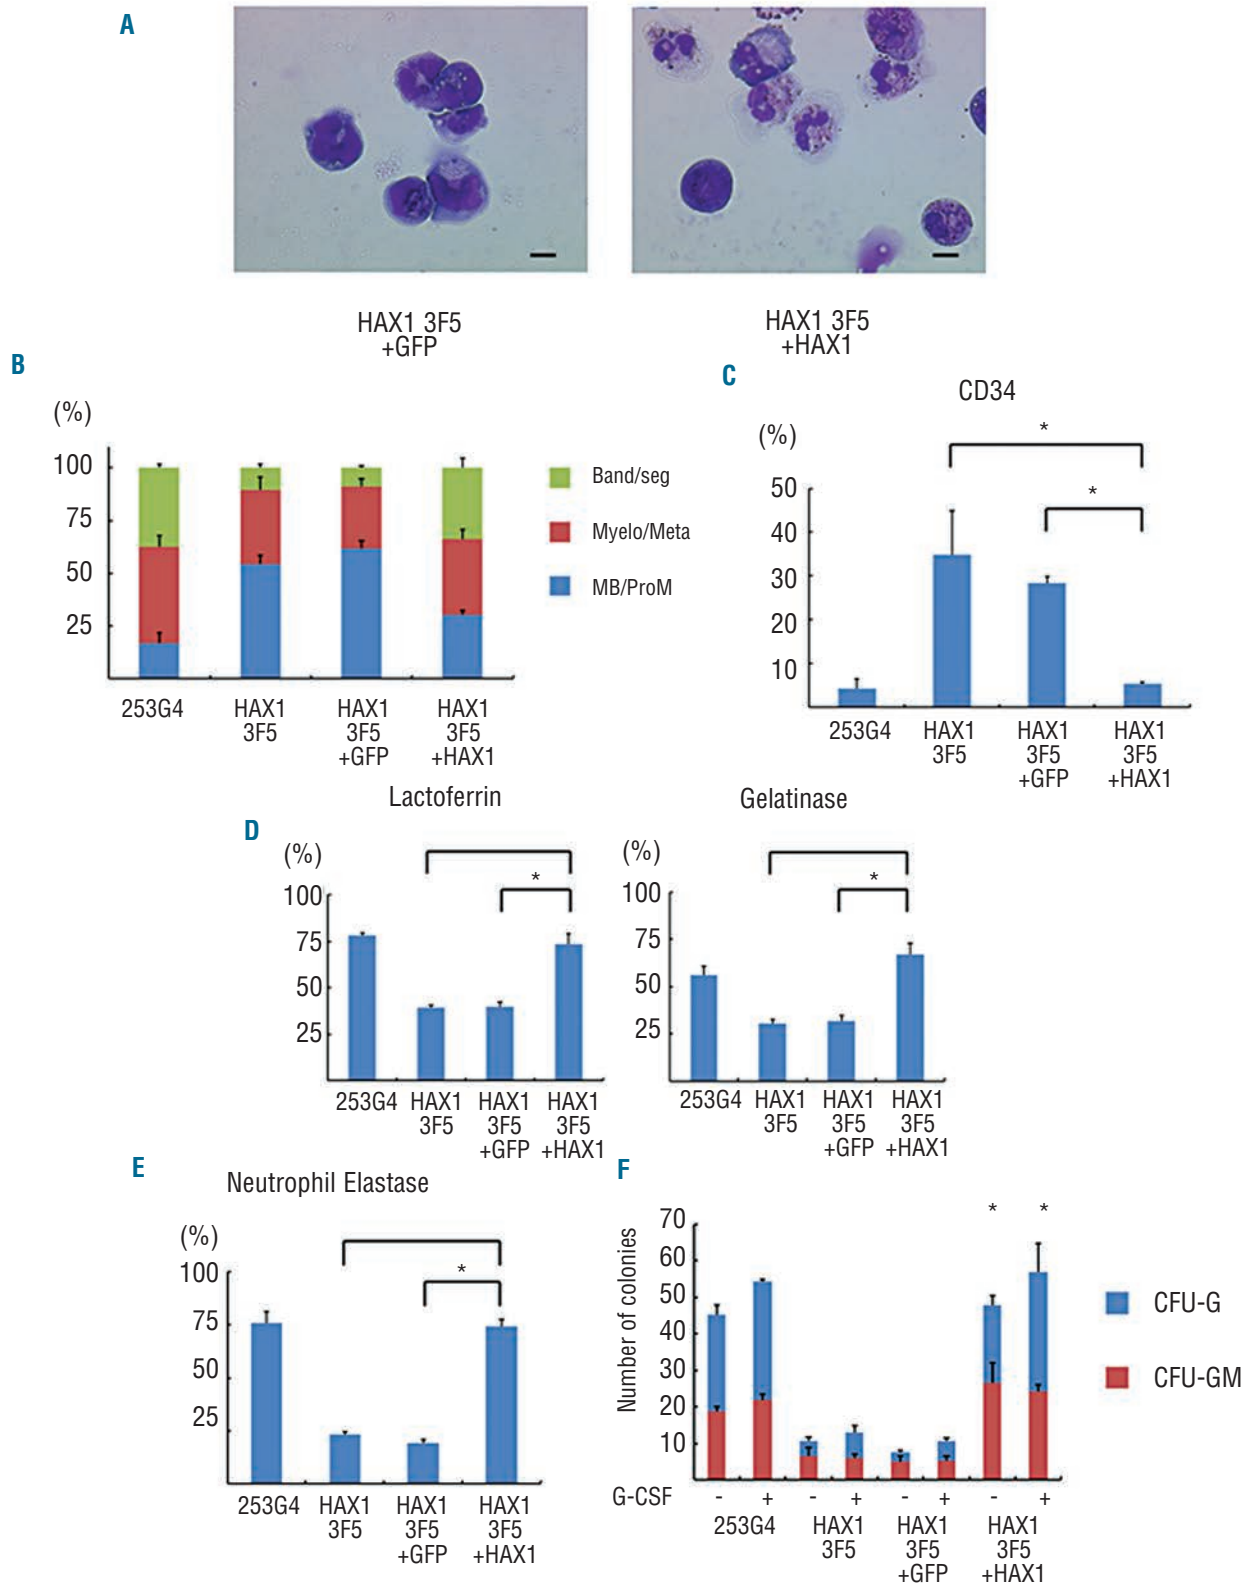 A
HAX1 3F5
+GFP
HAX1 3F5
+HAX1
B
(%)
100
75
50
25
253G4
HAX1
3F5
HAX1
3F5
+GFP
HAX1
3F5
+HAX1
Band/seg
Myelo/Meta
MB/ProM
C
CD34
(%)
*
*
50
40
30
20
10
253G4
HAX1
3F5
HAX1
3F5
+GFP
HAX1
3F5
+HAX1
D
Lactoferrin
(%)
*
100
75
50
25
253G4
HAX1
3F5
HAX1
3F5
+GFP
HAX1
3F5
+HAX1
Gelatinase
(%)
*
100
75
50
25
253G4
HAX1
3F5
HAX1
3F5
+GFP
HAX1
3F5
+HAX1
E
Neutrophil Elastase
(%)
*
100
75
50
25
253G4
HAX1
3F5
HAX1
3F5
+GFP
HAX1
3F5
+HAX1
F
* *
Number of colonies
70
60
50
40
30
20
10
G-CSF - + - + - + - +
253G4
HAX1
3F5
HAX1
3F5
+GFP
HAX1
3F5
+HAX1
CFU-G
CFU-GM